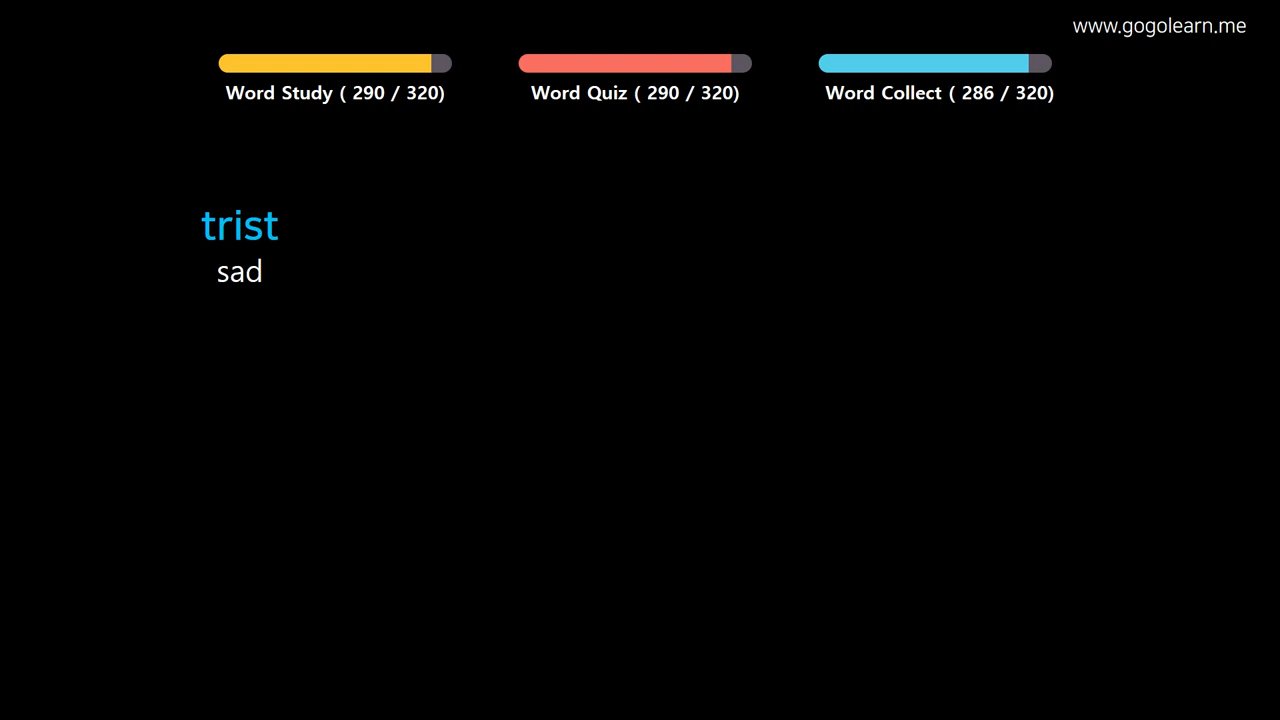 www.gogolearn.me
Word Study ( 290 / 320)
Word Quiz ( 290 / 320)
Word Collect ( 286 / 320)
trist
sad